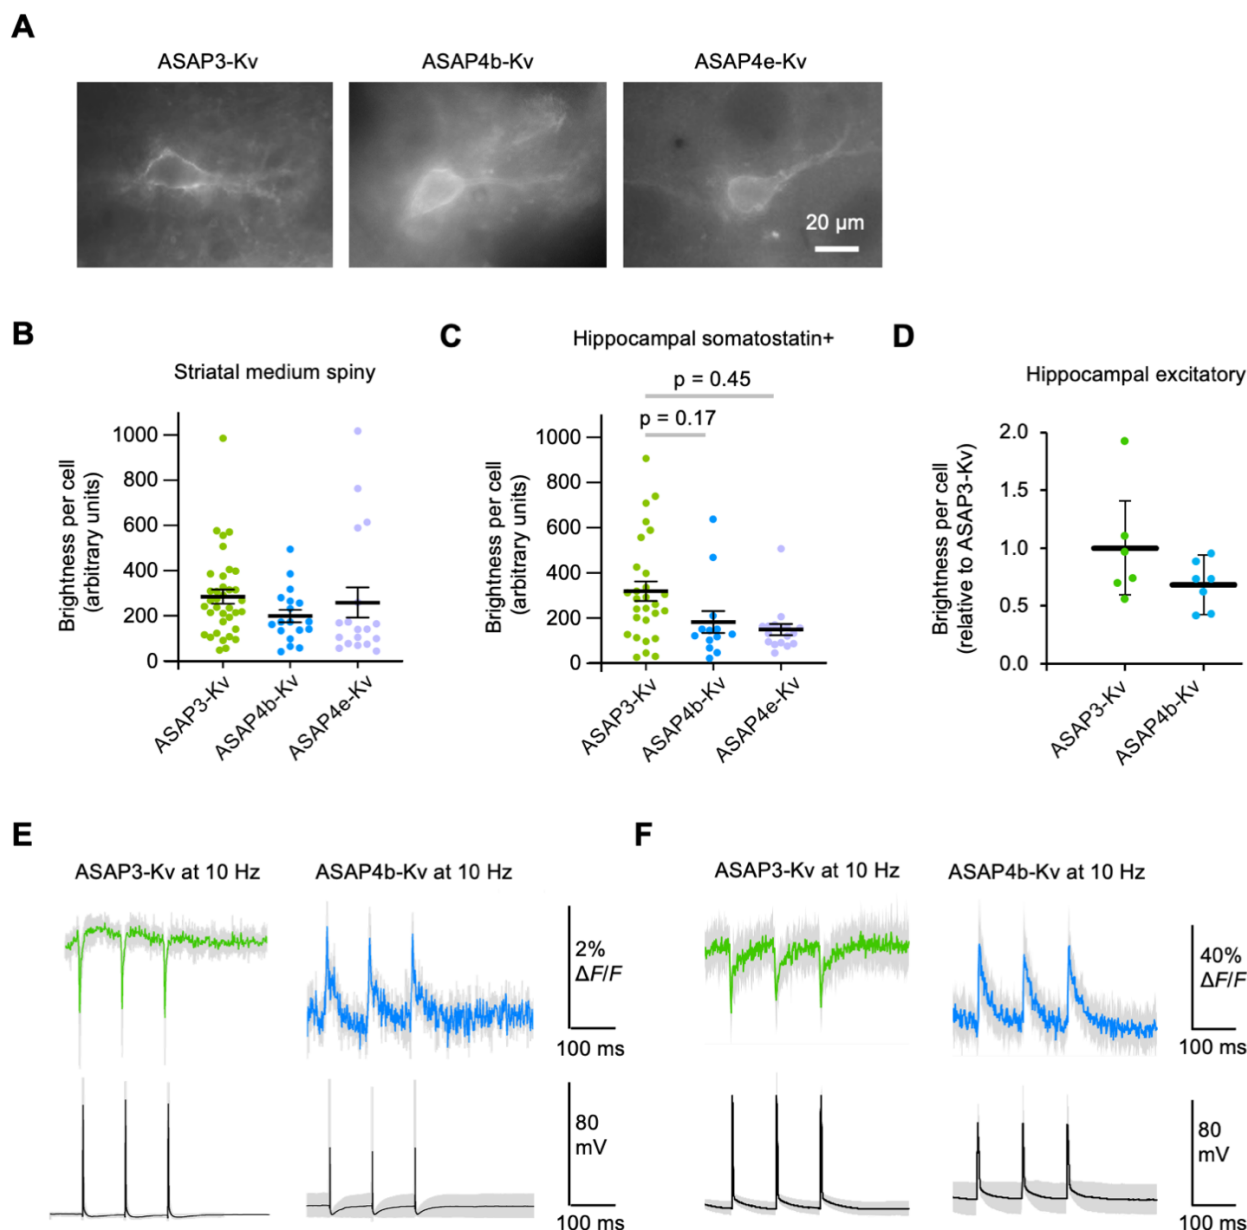 A
ASAP3-Kv
ASAP4b-Kv
ASAP4e-Kv
20 µm
B
Striatal medium spiny
Brightness per cell
(arbitrary units)
1000
800
600
400
200
0
ASAP3-Kv
ASAP4b-Kv
ASAP4e-Kv
C
Hippocampal somatostatin+
p = 0.45
p = 0.17
Brightness per cell
(arbitrary units)
1000
800
600
400
200
0
ASAP3-Kv
ASAP4b-Kv
ASAP4e-Kv
D
Hippocampal excitatory
Brightness per cell
(relative to ASAP3-Kv)
2.0
1.5
1.0
0.5
0.0
ASAP3-Kv
ASAP4b-Kv
E
ASAP3-Kv at 10 Hz
ASAP4b-Kv at 10 Hz
2%
ΔF/F
100 ms
80
mV
100 ms
F
ASAP3-Kv at 10 Hz
ASAP4b-Kv at 10 Hz
40%
ΔF/F
100 ms
80
mV
100 ms